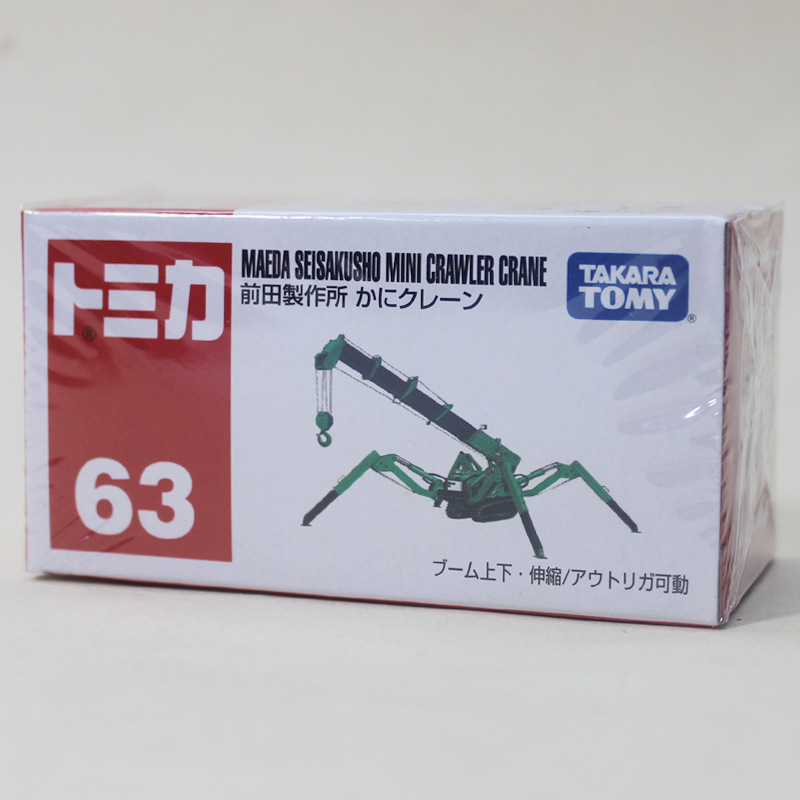 トミカ
®
63
MAEDA SEISAKUSHO MINI CRAWLER CRANE
前田製作所 かにクレーン
TAKARA
TOMY
®
ブーム上下・伸縮/アウトリガ可動